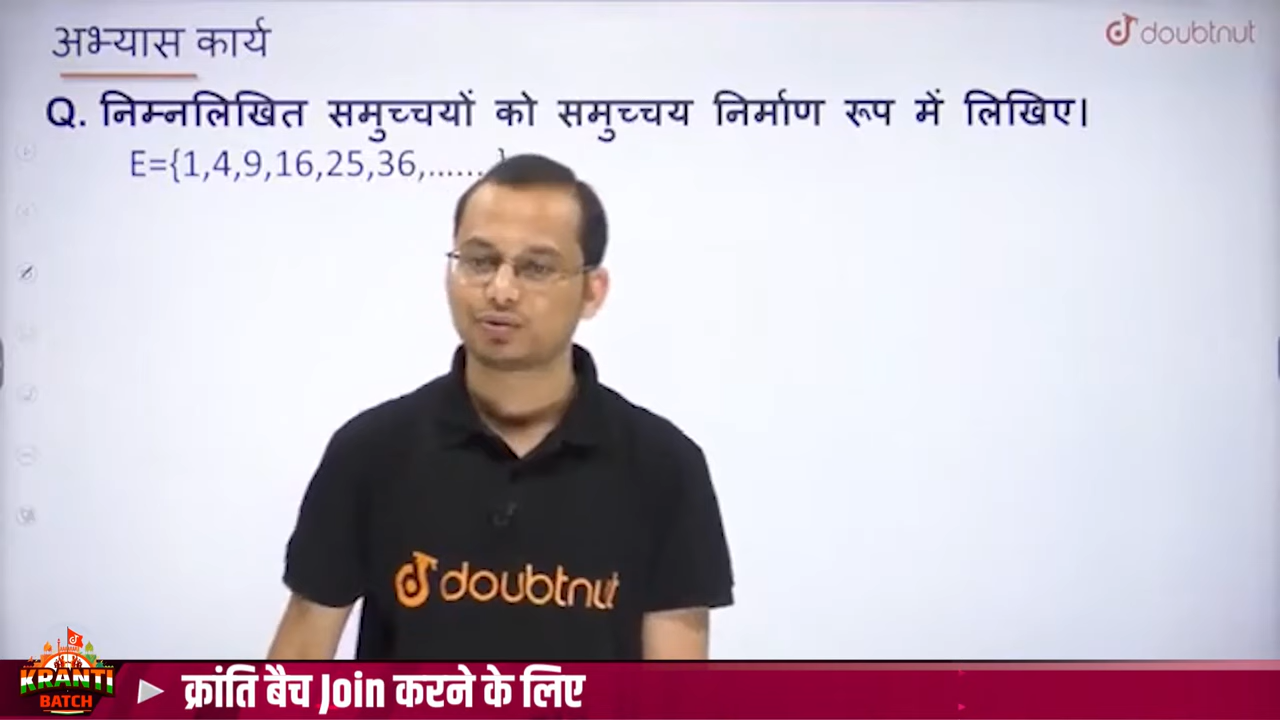 अभ्यास कार्य
doubtnut
Q. निम्नलिखित समुच्चयों को समुच्चय निर्माण रूप में लिखिए।
E={1,4,9,16,25,36,......}
doubtnut
KRANTI
BATCH
क्रांति बैच Join करने के लिए